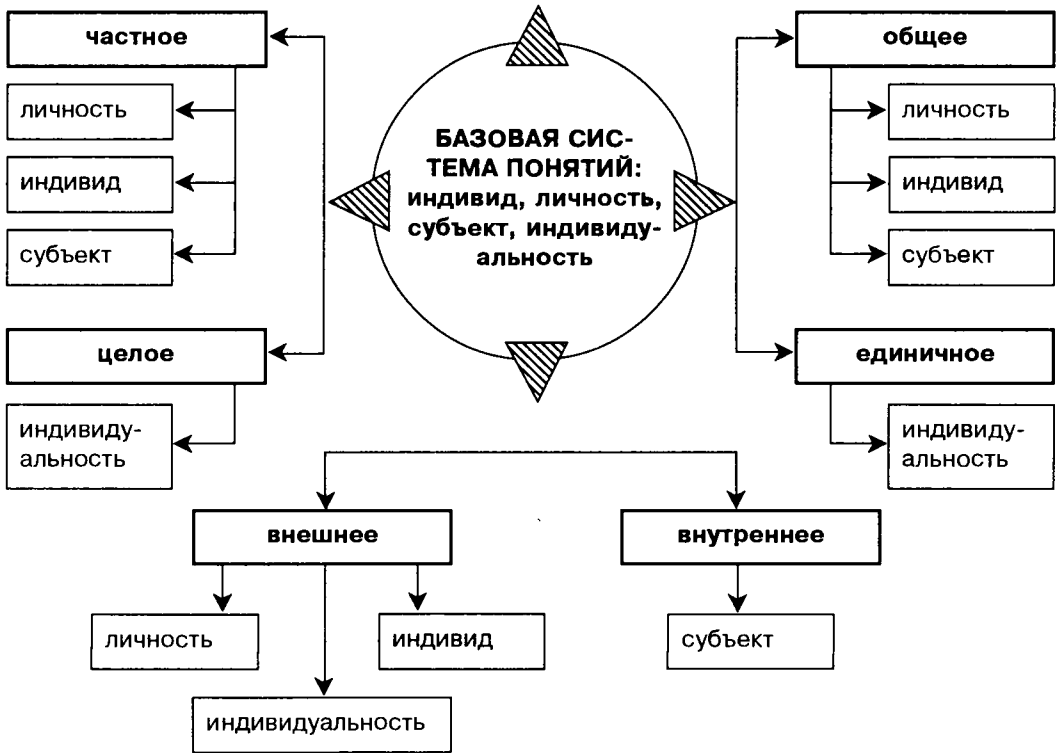 частное
личность
индивид
субъект
целое
индивиду-
альность
БАЗОВАЯ СИС-
ТЕМА ПОНЯТИЙ:
индивид, личность,
субъект, индивиду-
альность
общее
личность
индивид
субъект
единичное
индивиду-
альность
внешнее
личность
индивид
индивидуальность
внутреннее
субъект